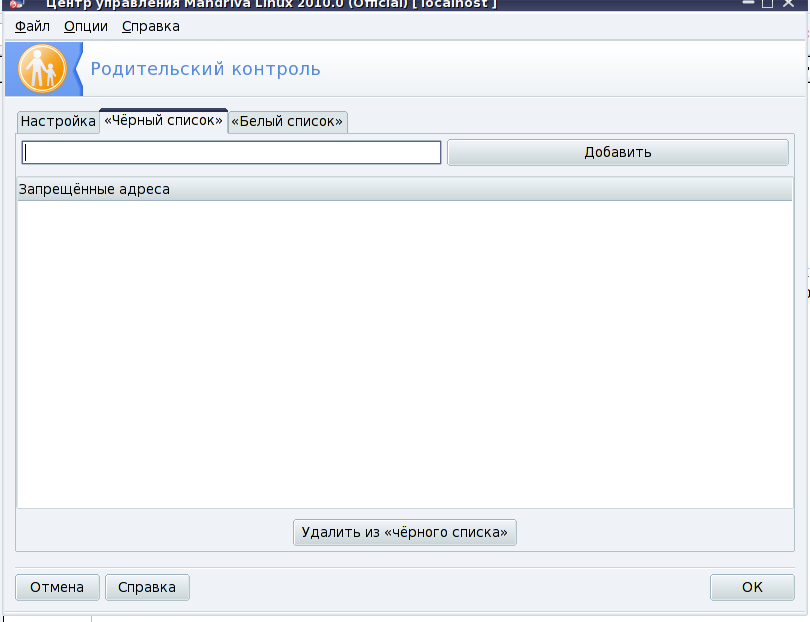 Центр управления Mandriva Linux 2010.0 (Official) [ localhost ]
Файл Опции Справка
Родительский контроль
Настройка «Чёрный список» «Белый список»
Добавить
Запрещённые адреса
Удалить из «чёрного списка»
Отмена Справка OK